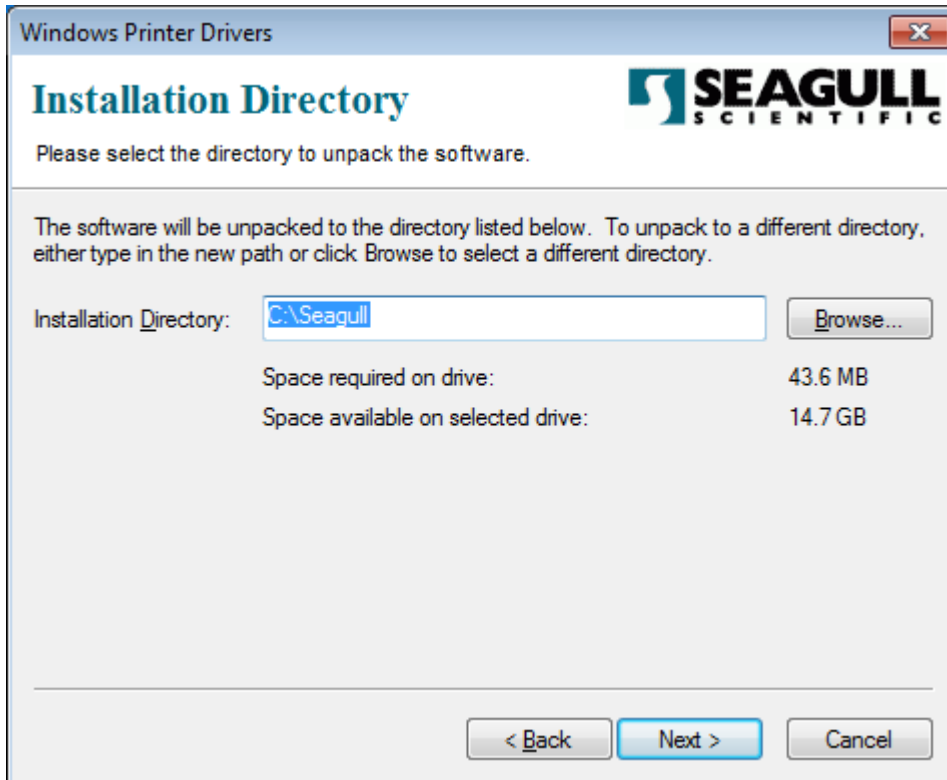 Windows Printer Drivers
Installation Directory
SEAGULL
SCIENTIFIC
Please select the directory to unpack the software.
The software will be unpacked to the directory listed below.  To unpack to a different directory,
either type in the new path or click Browse to select a different directory.
Installation Directory: C:\Seagull Browse...
Space required on drive: 43.6 MB
Space available on selected drive: 14.7 GB
< Back Next > Cancel